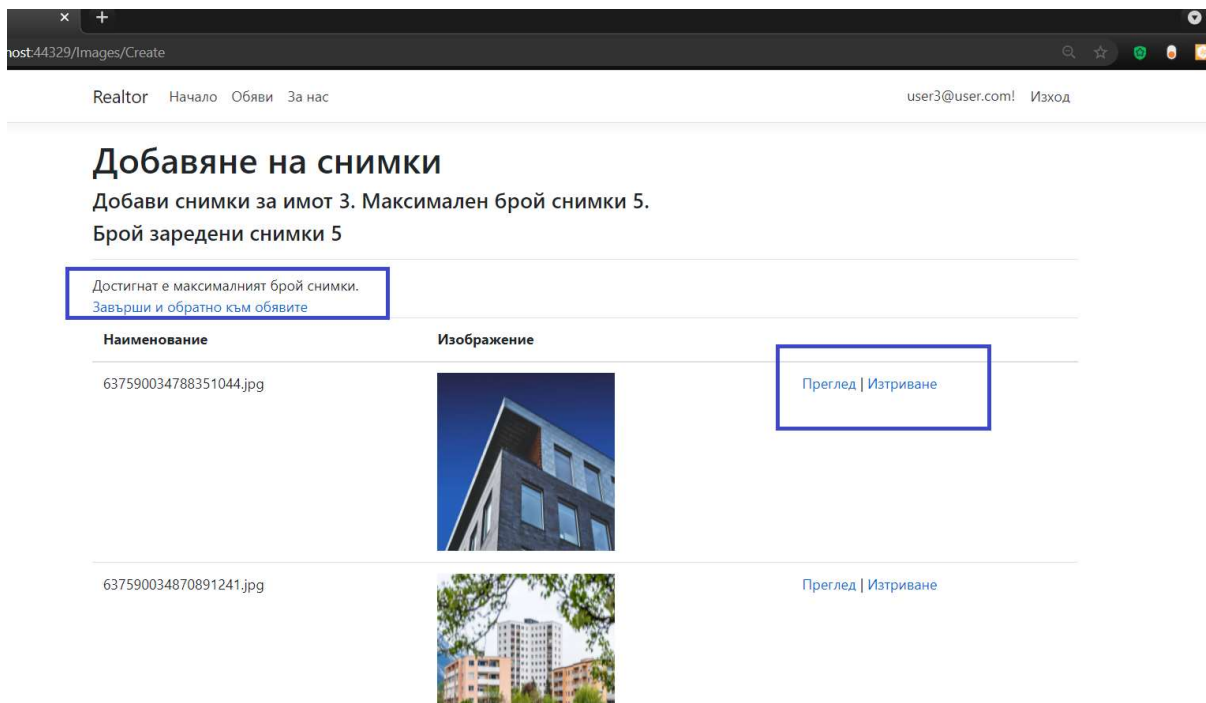 host:44329/Images/Create
Realtor Начало Обяви За нас user3@user.com! Изход
Добавяне на снимки
Добави снимки за имот 3. Максимален брой снимки 5.
Брой заредени снимки 5
Достигнат е максималният брой снимки.
Завърши и обратно към обявите
Наименование Изображение
637590034788351044.jpg Преглед | Изтриване
637590034870891241.jpg Преглед | Изтриване